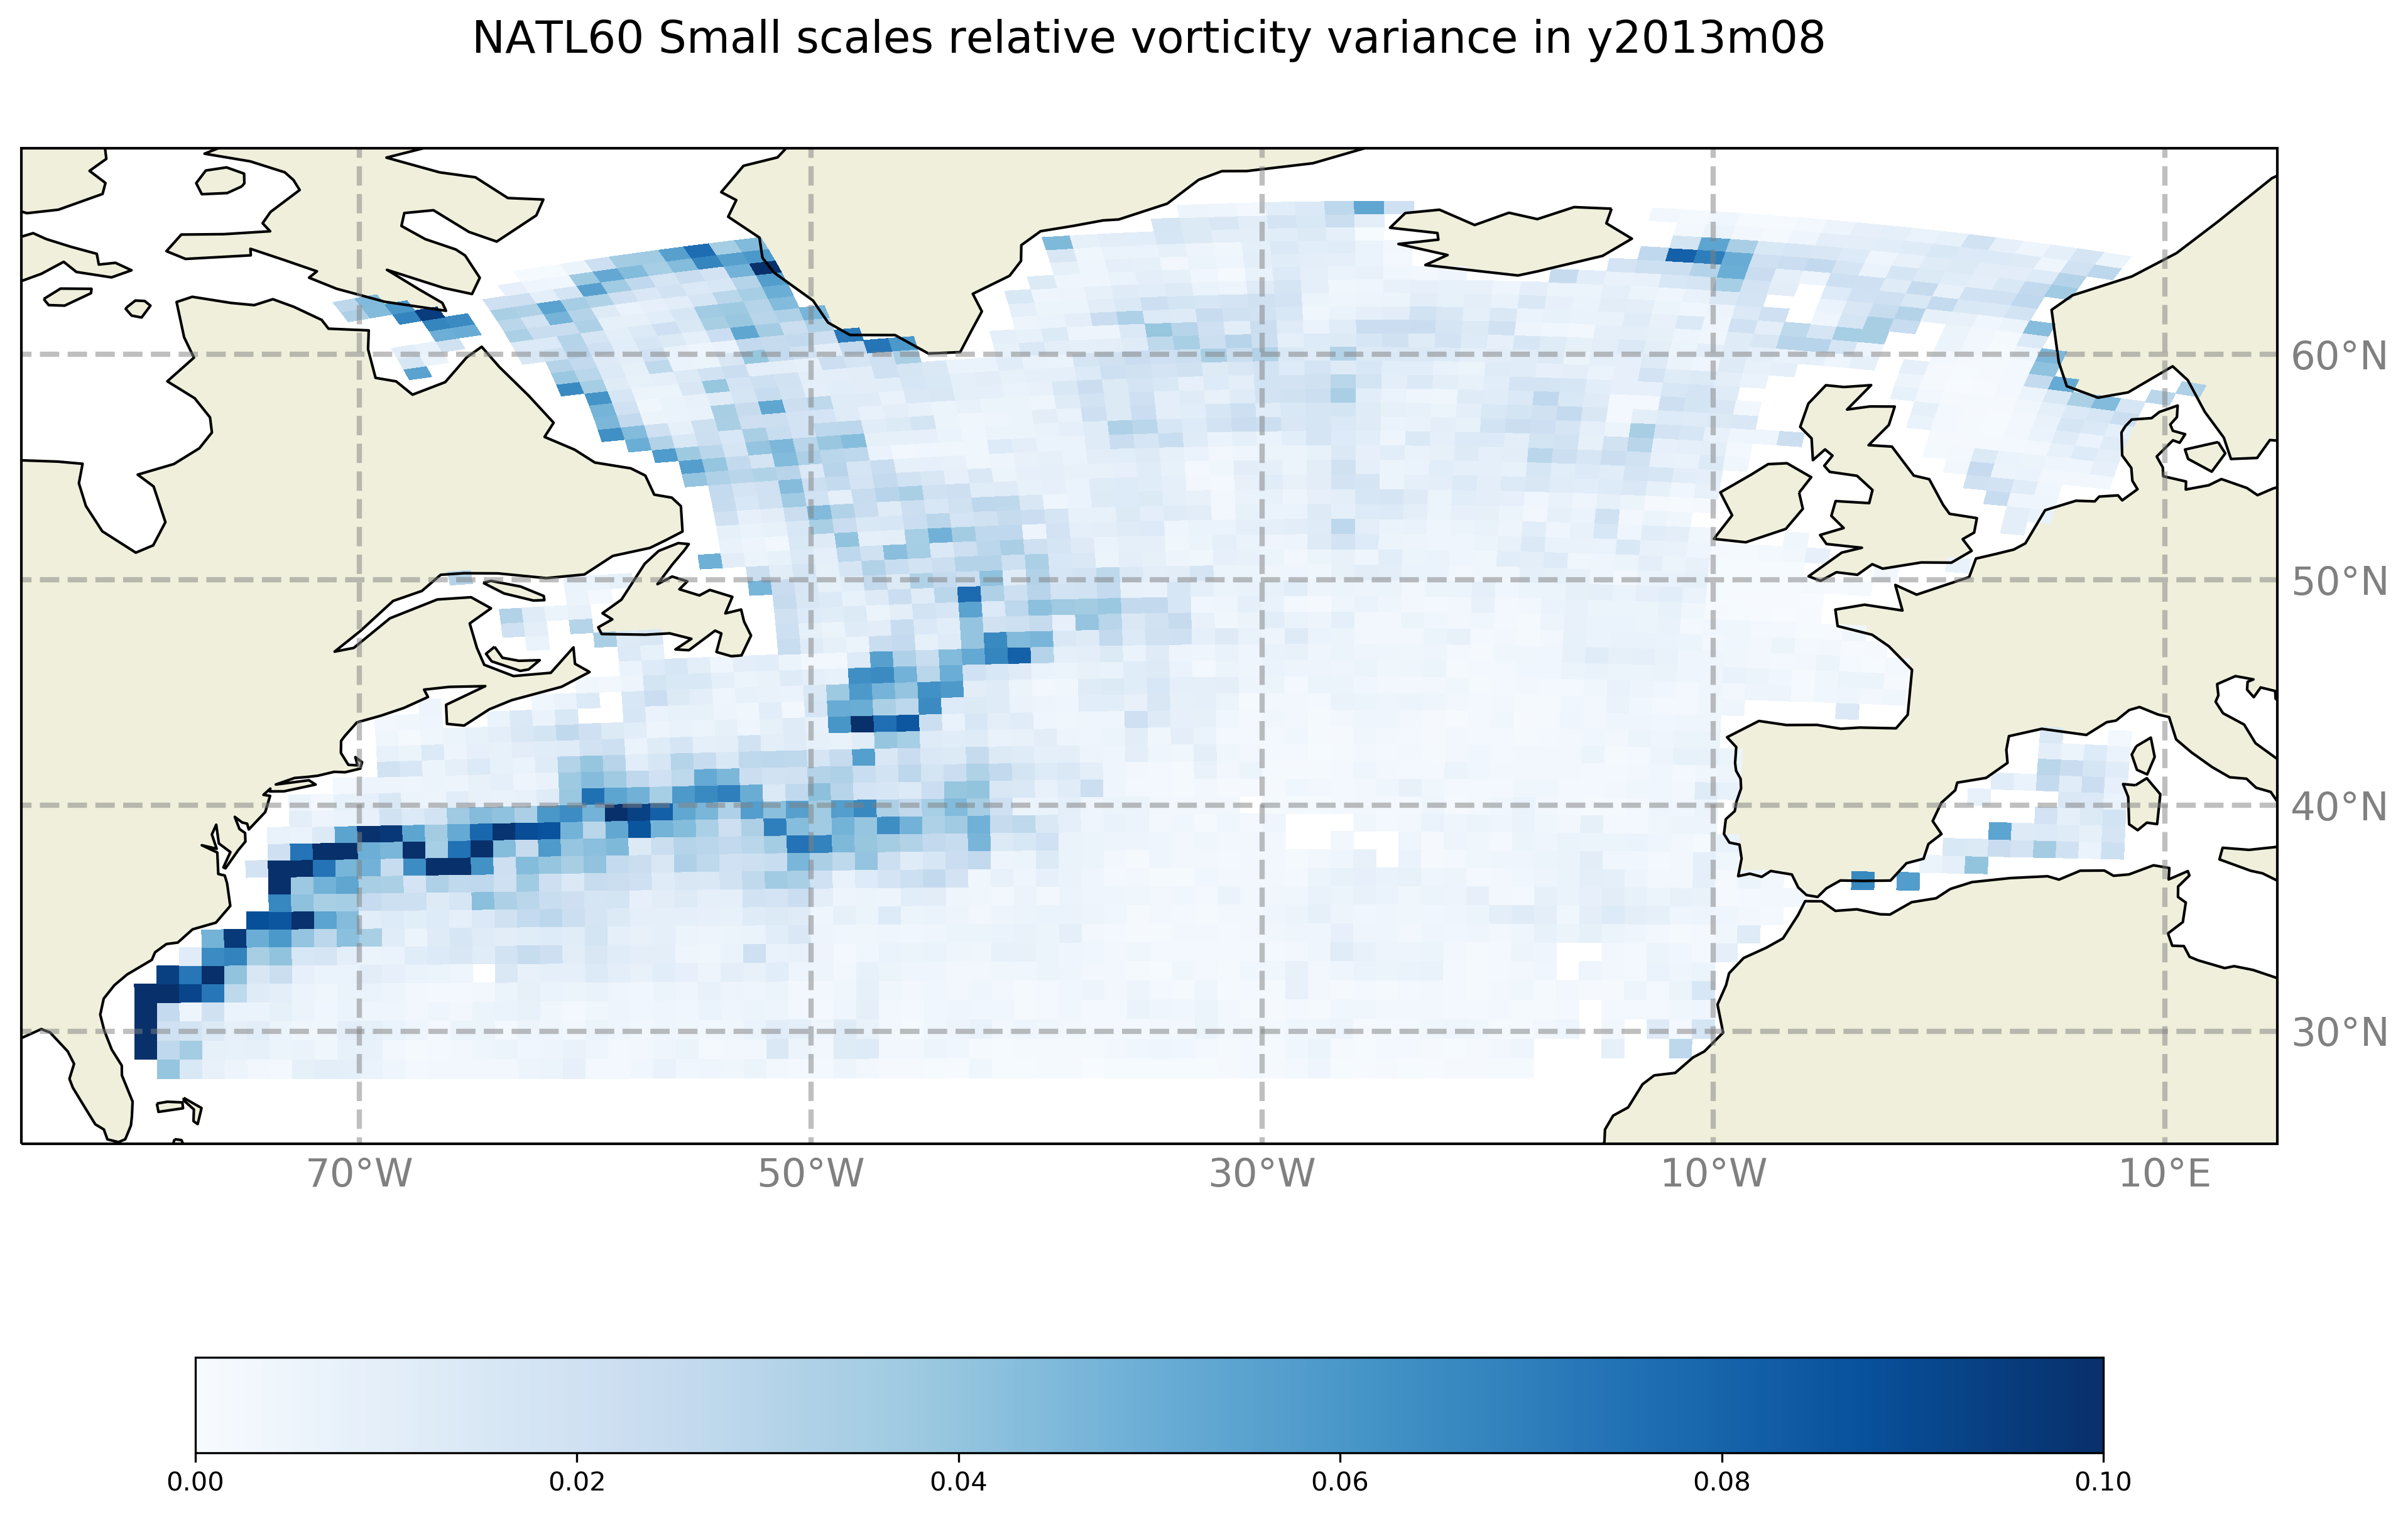 NATL60 Small scales relative vorticity variance in y2013m08
60°N
50°N
40°N
30°N
70°W 50°W 30°W 10°W 10°E
0.00 0.02 0.04 0.06 0.08 0.10